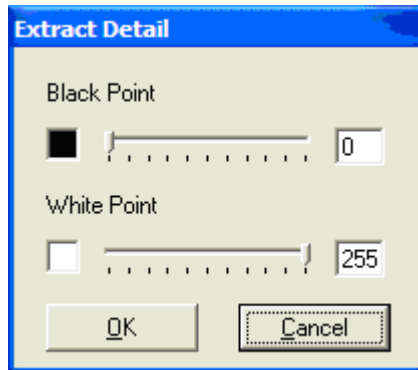 Extract Detail
Black Point
0
White Point
255
OK Cancel